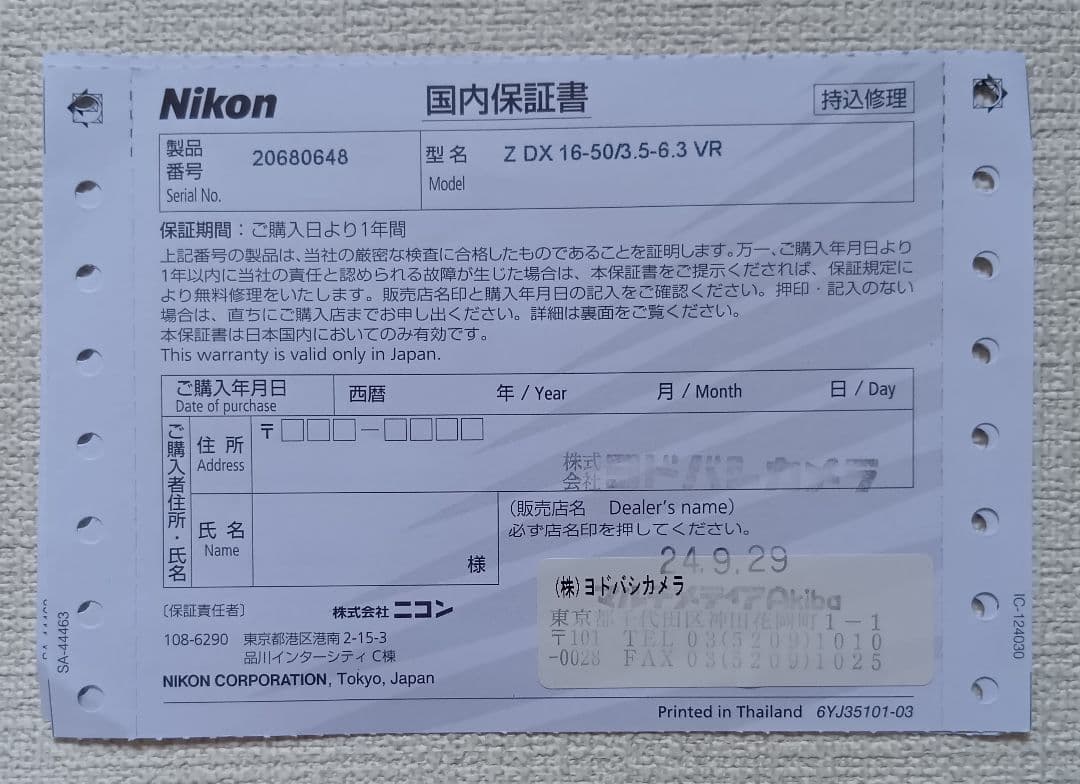 Nikon
国内保証書
持込修理
製品番号 20680648
Serial No.
型名 Z DX 16-50/3.5-6.3 VR
Model
保証期間：ご購入日より1年間
上記番号の製品は、当社の厳密な検査に合格したものであることを証明します。万一、ご購入年月日より
1年以内に当社の責任と認められる故障が生じた場合は、本保証書をご提示くだされば、保証規定に
より無料修理をいたします。販売店名印と購入年月日の記入をご確認ください。押印・記入のない
場合は、直ちにご購入店までお申し出ください。詳細は裏面をご覧ください。
本保証書は日本国内においてのみ有効です。
This warranty is valid only in Japan.
ご購入年月日
Date of purchase
西暦 年 / Year 月 / Month 日 / Day
ご購入者住所・氏名
住所
Address
〒
株式会社 ヨドバシカメラ
氏名
Name
様
（販売店名 Dealer's name）
必ず店名印を押してください。
24.9.29
(株)ヨドバシカメラ
マルチメディアAkiba
東京都千代田区神田花岡町1-1
〒101 TEL 03(5209)1010
-0028 FAX 03(5209)1025
〔保証責任者〕 株式会社 ニコン
108-6290 東京都港区港南2-15-3
品川インターシティC棟
NIKON CORPORATION, Tokyo, Japan
Printed in Thailand 6YJ35101-03
SA-44463
IC-124030